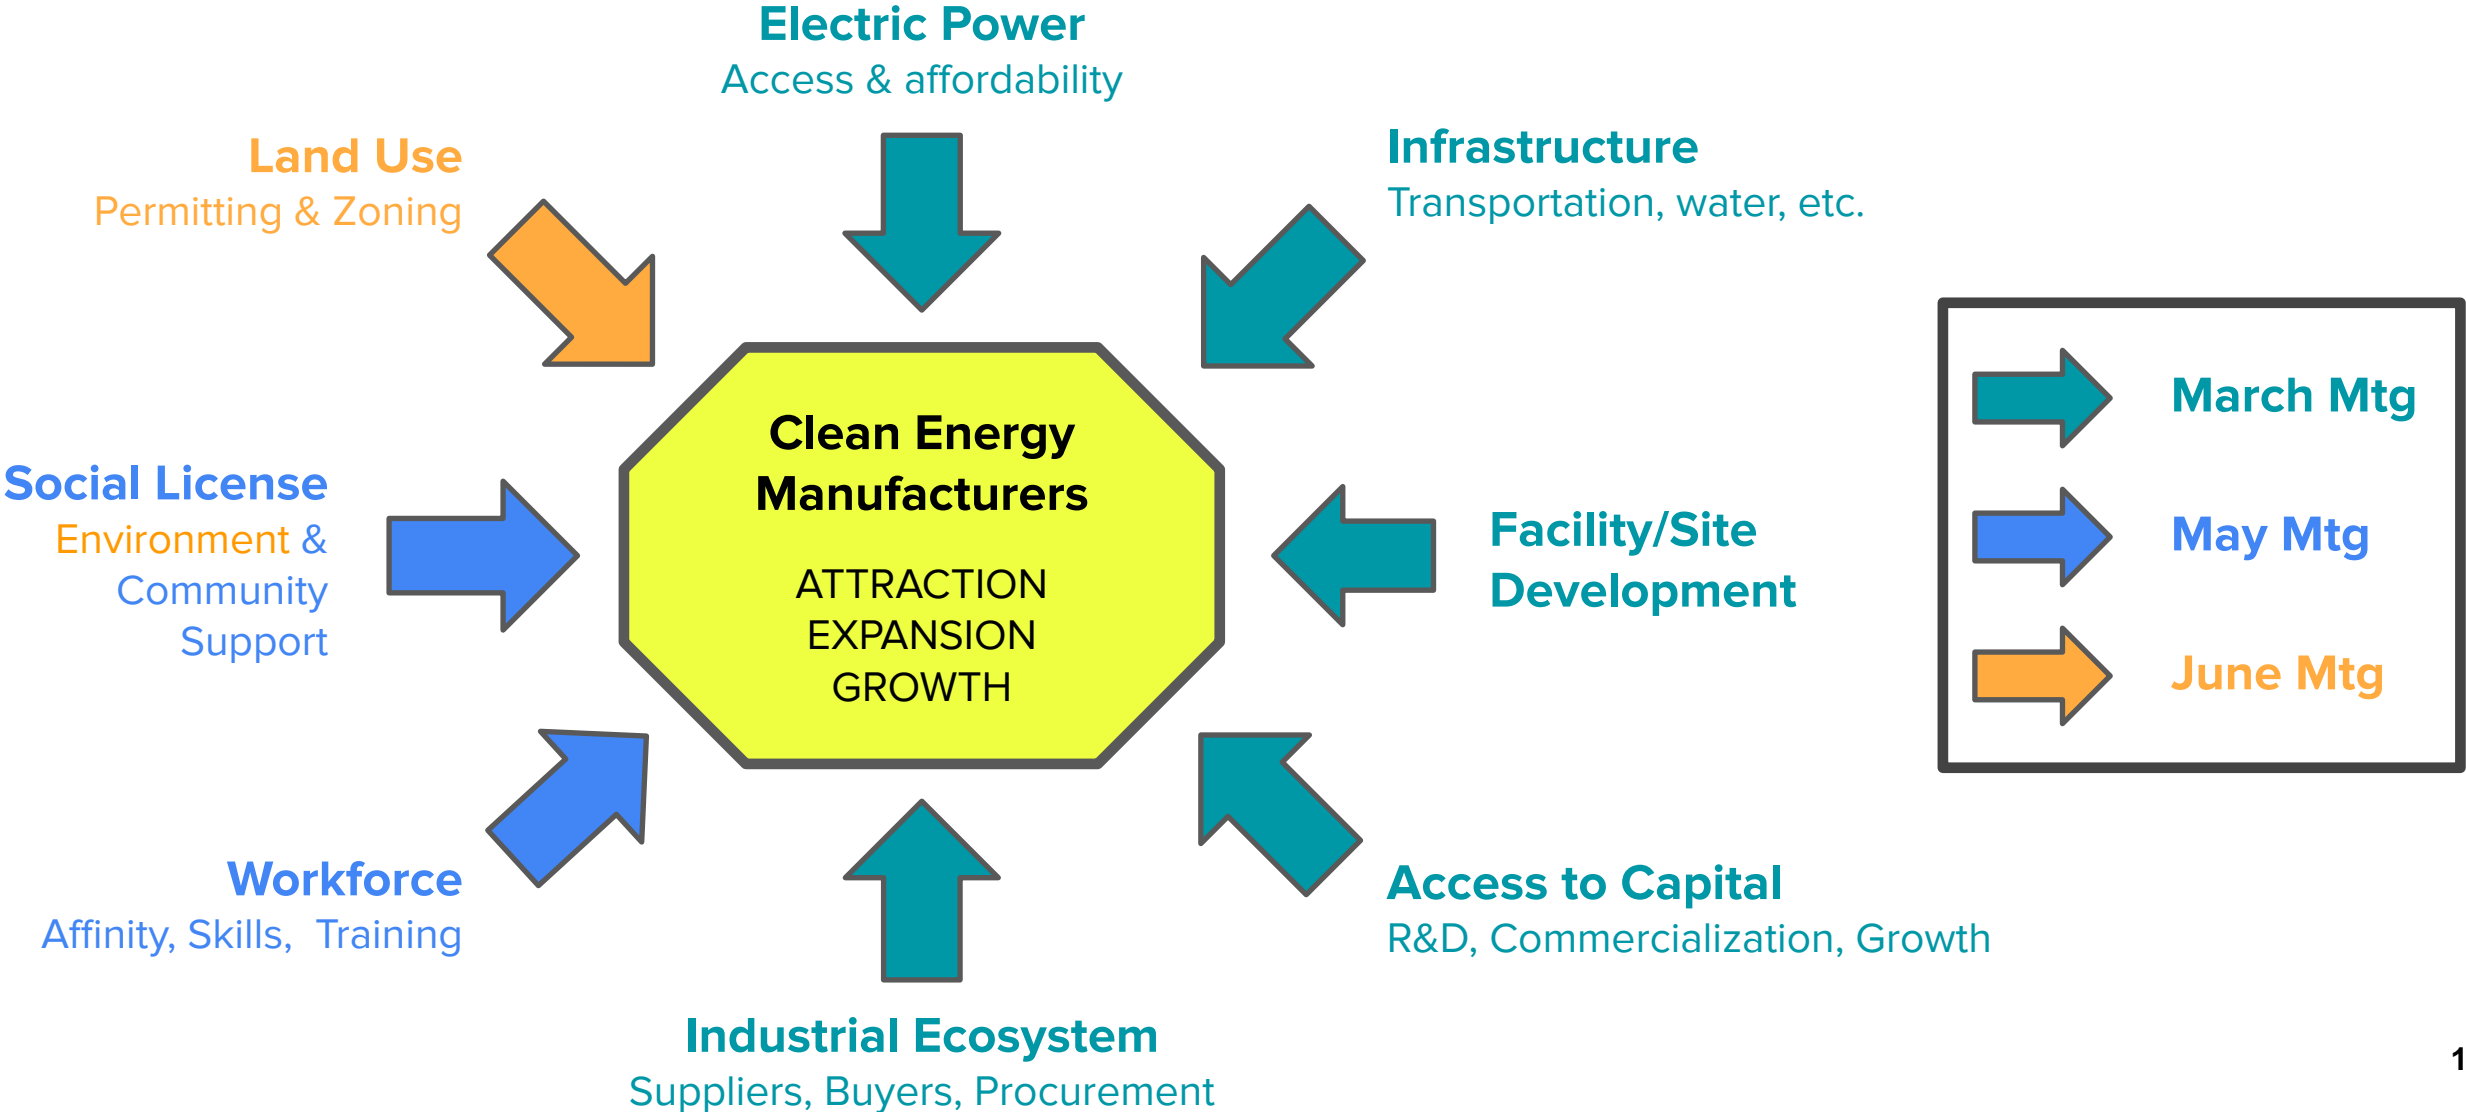 Electric Power
Access & affordability
Land Use
Permitting & Zoning
Infrastructure
Transportation, water, etc.
Social License
Environment &
Community
Support
Clean Energy
Manufacturers
ATTRACTION
EXPANSION
GROWTH
Facility/Site
Development
March Mtg
May Mtg
June Mtg
Workforce
Affinity, Skills,  Training
Access to Capital
R&D, Commercialization, Growth
Industrial Ecosystem
Suppliers, Buyers, Procurement
1